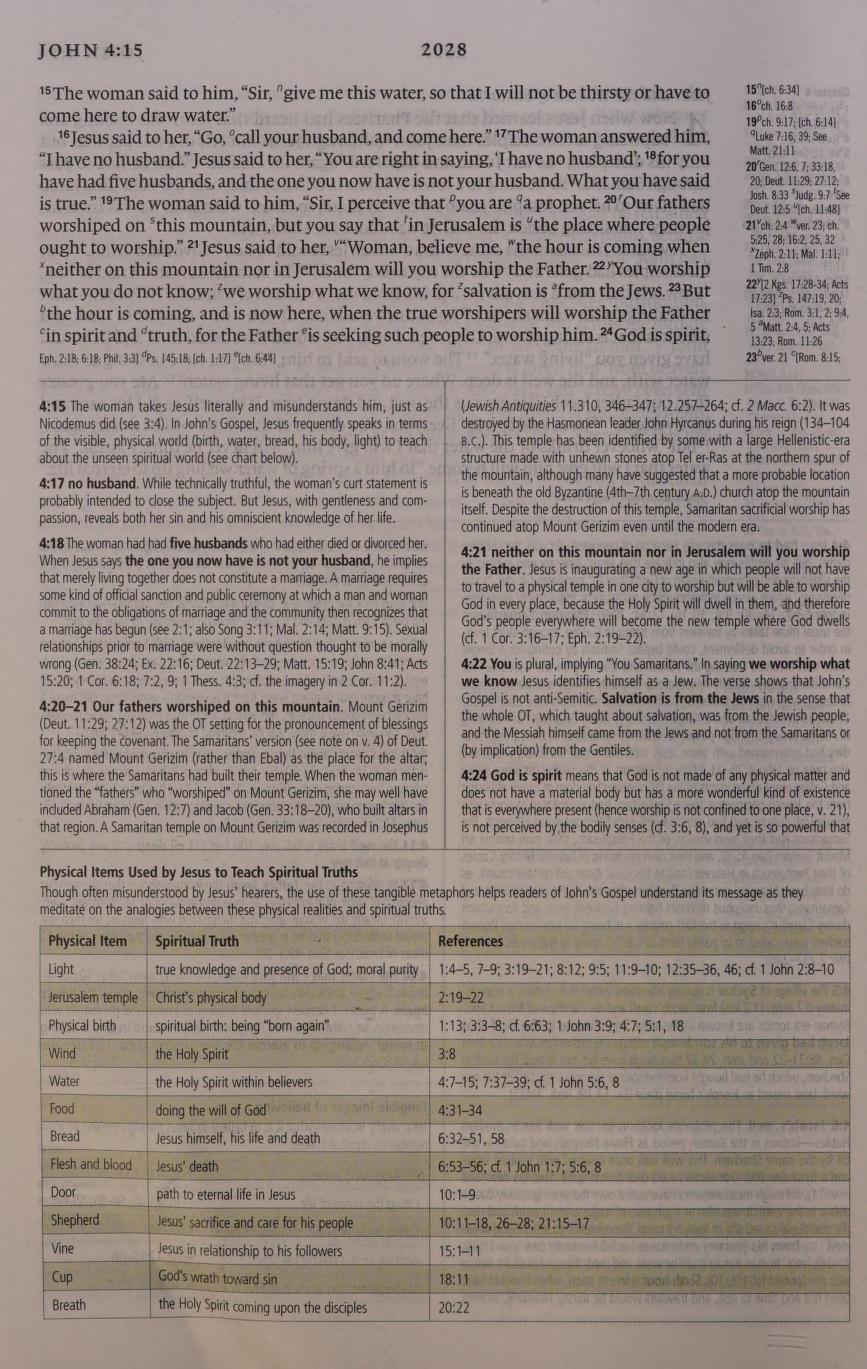 JOHN 4:15
2028
¹⁵The woman said to him, “Sir, ⁿgive me this water, so that I will not be thirsty or have to
come here to draw water.”
¹⁶Jesus said to her, “Go, ᵒcall your husband, and come here.” ¹⁷The woman answered him,
“I have no husband.” Jesus said to her, “You are right in saying, ‘I have no husband’; ¹⁸for you
have had five husbands, and the one you now have is not your husband. What you have said
is true.” ¹⁹The woman said to him, “Sir, I perceive that ᵖyou are qa prophet. ²⁰ʳOur fathers
worshiped on ˢthis mountain, but you say that ᵗin Jerusalem is ᵘthe place where people
ought to worship.” ²¹Jesus said to her, ᵛ“Woman, believe me, ʷthe hour is coming when
ˣneither on this mountain nor in Jerusalem will you worship the Father. ²²ʸYou worship
what you do not know; ᶻwe worship what we know, for ᶻsalvation is ᵃfrom the Jews. ²³But
ᵇthe hour is coming, and is now here, when the true worshipers will worship the Father
ᶜin spirit and ᵈtruth, for the Father ᵉis seeking such people to worship him. ²⁴God is spirit,
Eph. 2:18; 6:18; Phil. 3:3] ᵈPs. 145:18; [ch. 1:17] ᵉ[ch. 6:44]
15ⁿ[ch. 6:34]
16ᵒch. 16:8
19ᵖch. 9:17; [ch. 6:14]
qLuke 7:16, 39; See
Matt. 21:11
20ʳGen. 12:6, 7; 33:18,
20; Deut. 11:29; 27:12;
Josh. 8:33 ˢJudg. 9:7 ᵗSee
Deut. 12:5 ᵘ[ch. 11:48]
21ᵛch. 2:4 ʷver. 23; ch.
5:25, 28; 16:2, 25, 32
ˣZeph. 2:11; Mal. 1:11;
1 Tim. 2:8
22ʸ[2 Kgs. 17:28-34; Acts
17:23] ᶻPs. 147:19, 20;
Isa. 2:3; Rom. 3:1, 2; 9:4,
5 ᵃMatt. 2:4, 5; Acts
13:23; Rom. 11:26
23ᵇver. 21 ᶜ[Rom. 8:15;
4:15 The woman takes Jesus literally and misunderstands him, just as
Nicodemus did (see 3:4). In John's Gospel, Jesus frequently speaks in terms
of the visible, physical world (birth, water, bread, his body, light) to teach
about the unseen spiritual world (see chart below).
4:17 no husband. While technically truthful, the woman's curt statement is
probably intended to close the subject. But Jesus, with gentleness and com-
passion, reveals both her sin and his omniscient knowledge of her life.
4:18 The woman had had five husbands who had either died or divorced her.
When Jesus says the one you now have is not your husband, he implies
that merely living together does not constitute a marriage. A marriage requires
some kind of official sanction and public ceremony at which a man and woman
commit to the obligations of marriage and the community then recognizes that
a marriage has begun (see 2:1; also Song 3:11; Mal. 2:14; Matt. 9:15). Sexual
relationships prior to marriage were without question thought to be morally
wrong (Gen. 38:24; Ex. 22:16; Deut. 22:13–29; Matt. 15:19; John 8:41; Acts
15:20; 1 Cor. 6:18; 7:2, 9; 1 Thess. 4:3; cf. the imagery in 2 Cor. 11:2).
4:20–21 Our fathers worshiped on this mountain. Mount Gerizim
(Deut. 11:29; 27:12) was the OT setting for the pronouncement of blessings
for keeping the covenant. The Samaritans' version (see note on v. 4) of Deut.
27:4 named Mount Gerizim (rather than Ebal) as the place for the altar;
this is where the Samaritans had built their temple. When the woman men-
tioned the “fathers” who “worshiped” on Mount Gerizim, she may well have
included Abraham (Gen. 12:7) and Jacob (Gen. 33:18–20), who built altars in
that region. A Samaritan temple on Mount Gerizim was recorded in Josephus
(Jewish Antiquities 11.310, 346–347; 12.257–264; cf. 2 Macc. 6:2). It was
destroyed by the Hasmonean leader John Hyrcanus during his reign (134–104
B.C.). This temple has been identified by some with a large Hellenistic-era
structure made with unhewn stones atop Tel er-Ras at the northern spur of
the mountain, although many have suggested that a more probable location
is beneath the old Byzantine (4th–7th century A.D.) church atop the mountain
itself. Despite the destruction of this temple, Samaritan sacrificial worship has
continued atop Mount Gerizim even until the modern era.
4:21 neither on this mountain nor in Jerusalem will you worship
the Father. Jesus is inaugurating a new age in which people will not have
to travel to a physical temple in one city to worship but will be able to worship
God in every place, because the Holy Spirit will dwell in them, and therefore
God's people everywhere will become the new temple where God dwells
(cf. 1 Cor. 3:16–17; Eph. 2:19–22).
4:22 You is plural, implying “You Samaritans.” In saying we worship what
we know Jesus identifies himself as a Jew. The verse shows that John's
Gospel is not anti-Semitic. Salvation is from the Jews in the sense that
the whole OT, which taught about salvation, was from the Jewish people,
and the Messiah himself came from the Jews and not from the Samaritans or
(by implication) from the Gentiles.
4:24 God is spirit means that God is not made of any physical matter and
does not have a material body but has a more wonderful kind of existence
that is everywhere present (hence worship is not confined to one place, v. 21),
is not perceived by the bodily senses (cf. 3:6, 8), and yet is so powerful that
Physical Items Used by Jesus to Teach Spiritual Truths
Though often misunderstood by Jesus' hearers, the use of these tangible metaphors helps readers of John's Gospel understand its message as they
meditate on the analogies between these physical realities and spiritual truths.
Physical Item Spiritual Truth References
Light true knowledge and presence of God; moral purity 1:4–5, 7–9; 3:19–21; 8:12; 9:5; 11:9–10; 12:35–36, 46; cf. 1 John 2:8–10
Jerusalem temple Christ's physical body 2:19–22
Physical birth spiritual birth: being “born again” 1:13; 3:3–8; cf. 6:63; 1 John 3:9; 4:7; 5:1, 18
Wind the Holy Spirit 3:8
Water the Holy Spirit within believers 4:7–15; 7:37–39; cf. 1 John 5:6, 8
Food doing the will of God 4:31–34
Bread Jesus himself, his life and death 6:32–51, 58
Flesh and blood Jesus' death 6:53–56; cf. 1 John 1:7; 5:6, 8
Door path to eternal life in Jesus 10:1–9
Shepherd Jesus' sacrifice and care for his people 10:11–18, 26–28; 21:15–17
Vine Jesus in relationship to his followers 15:1–11
Cup God's wrath toward sin 18:11
Breath the Holy Spirit coming upon the disciples 20:22